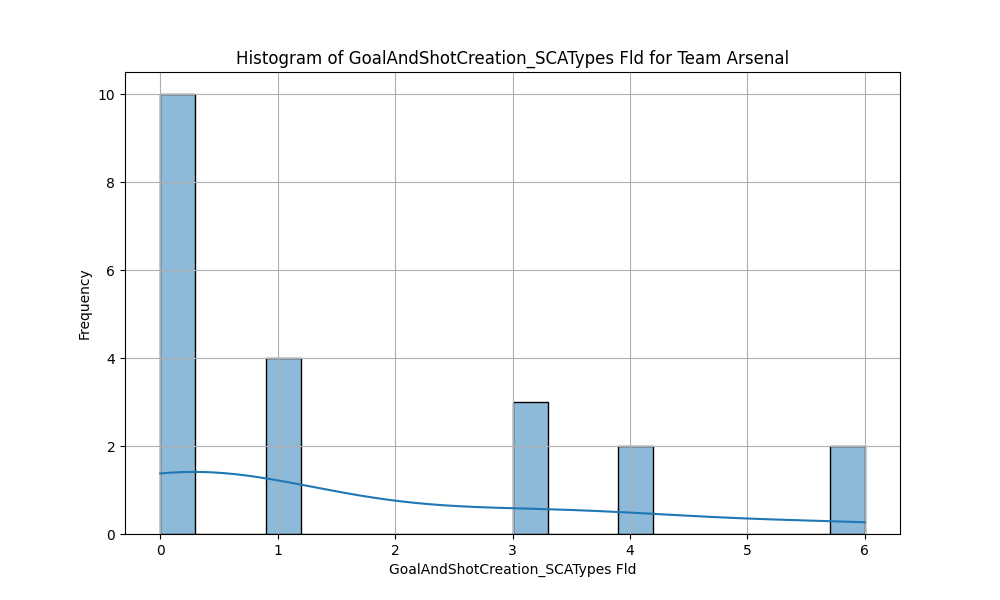 Histogram of GoalAndShotCreation_SCATypes Fld for Team Arsenal
10
8
6
4
2
0
Frequency
0 1 2 3 4 5 6
GoalAndShotCreation_SCATypes Fld